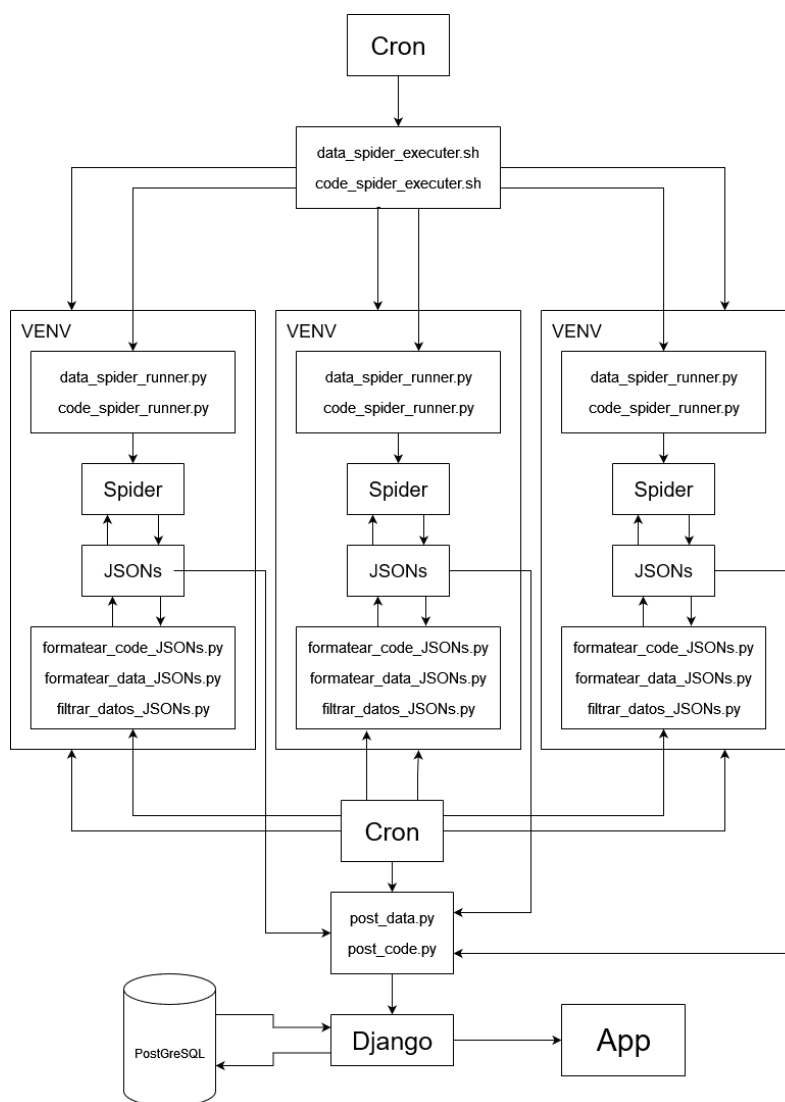 Cron
data_spider_executer.sh
code_spider_executer.sh
VENV
data_spider_runner.py
code_spider_runner.py
Spider
JSONs
formatear_code_JSONs.py
formatear_data_JSONs.py
filtrar_datos_JSONs.py
VENV
data_spider_runner.py
code_spider_runner.py
Spider
JSONs
formatear_code_JSONs.py
formatear_data_JSONs.py
filtrar_datos_JSONs.py
VENV
data_spider_runner.py
code_spider_runner.py
Spider
JSONs
formatear_code_JSONs.py
formatear_data_JSONs.py
filtrar_datos_JSONs.py
Cron
post_data.py
post_code.py
PostGreSQL
Django
App